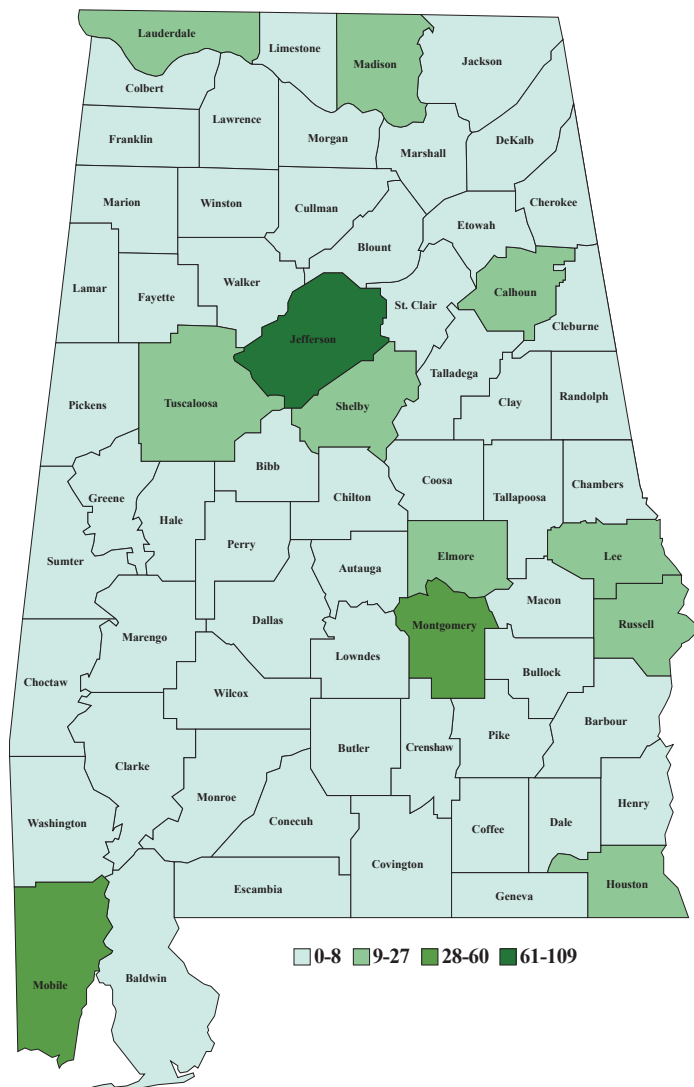 Lauderdale
Limestone
Madison
Jackson
Colbert
Lawrence
Franklin
Morgan
Marshall
DeKalb
Marion
Winston
Cullman
Cherokee
Etowah
Blount
Lamar
Fayette
Walker
St. Clair
Calhoun
Cleburne
Jefferson
Talladega
Pickens
Tuscaloosa
Shelby
Clay
Randolph
Bibb
Greene
Hale
Chilton
Coosa
Tallapoosa
Chambers
Sumter
Perry
Autauga
Elmore
Lee
Marengo
Dallas
Macon
Montgomery
Russell
Choctaw
Lowndes
Bullock
Wilcox
Barbour
Clarke
Butler
Crenshaw
Pike
Washington
Monroe
Conecuh
Coffee
Dale
Henry
Covington
Escambia
Geneva
Houston
Mobile
Baldwin
0-8 9-27 28-60 61-109